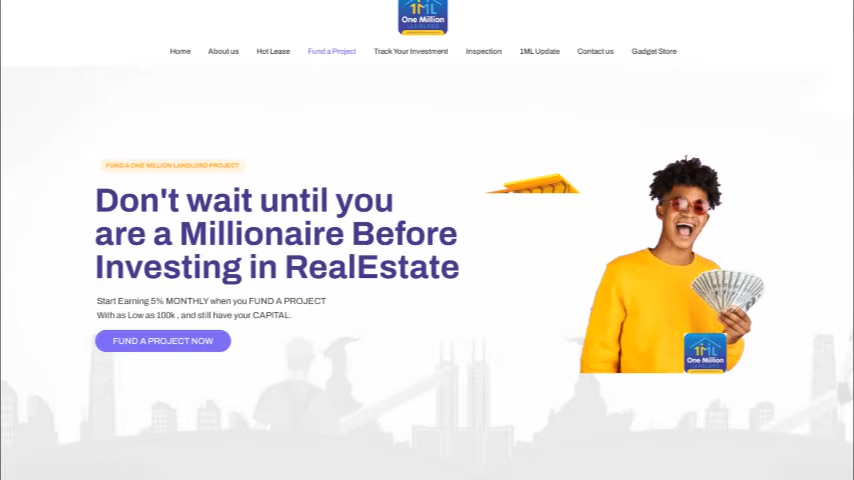 1ML
One Million
Home About us Hot Lease Fund a Project Track Your Investment Inspection 1ML Update Contact us Gadget Store
FUND A ONE MILLION LANDLORD PROJECT
Don't wait until you
are a Millionaire Before
Investing in RealEstate
Start Earning 5% MONTHLY when you FUND A PROJECT
With as Low as 100k , and still have your CAPITAL.
FUND A PROJECT NOW
1ML
One Million